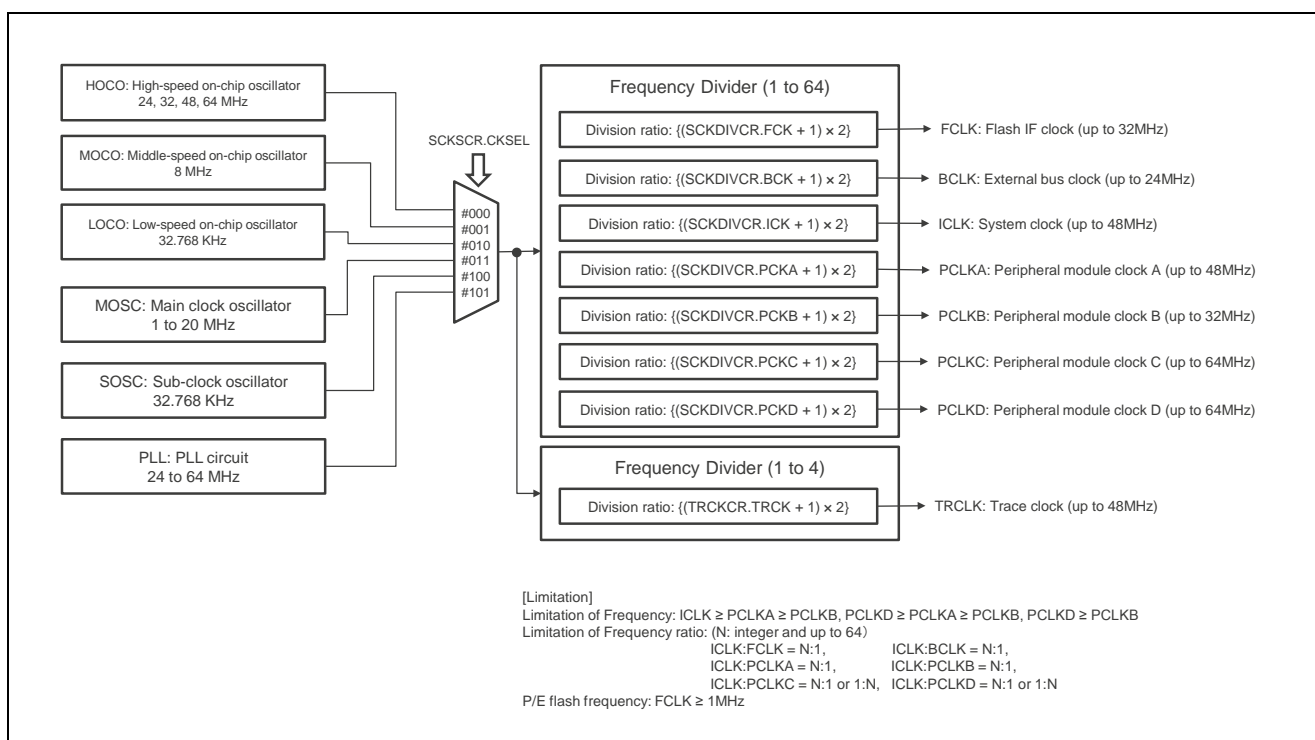 HOCO: High-speed on-chip oscillator
24, 32, 48, 64 MHz
MOCO: Middle-speed on-chip oscillator
8 MHz
LOCO: Low-speed on-chip oscillator
32.768 KHz
MOSC: Main clock oscillator
1 to 20 MHz
SOSC: Sub-clock oscillator
32.768 KHz
PLL: PLL circuit
24 to 64 MHz
SCKSCR.CKSEL
#000
#001
#010
#011
#100
#101
Frequency Divider (1 to 64)
Division ratio: {(SCKDIVCR.FCK + 1) × 2}
FCLK: Flash IF clock (up to 32MHz)
Division ratio: {(SCKDIVCR.BCK + 1) × 2}
BCLK: External bus clock (up to 24MHz)
Division ratio: {(SCKDIVCR.ICK + 1) × 2}
ICLK: System clock (up to 48MHz)
Division ratio: {(SCKDIVCR.PCKA + 1) × 2}
PCLKA: Peripheral module clock A (up to 48MHz)
Division ratio: {(SCKDIVCR.PCKB + 1) × 2}
PCLKB: Peripheral module clock B (up to 32MHz)
Division ratio: {(SCKDIVCR.PCKC + 1) × 2}
PCLKC: Peripheral module clock C (up to 64MHz)
Division ratio: {(SCKDIVCR.PCKD + 1) × 2}
PCLKD: Peripheral module clock D (up to 64MHz)
Frequency Divider (1 to 4)
Division ratio: {(TRCKCR.TRCK + 1) × 2}
TRCLK: Trace clock (up to 48MHz)
[Limitation]
Limitation of Frequency: ICLK ≥ PCLKA ≥ PCLKB, PCLKD ≥ PCLKA ≥ PCLKB, PCLKD ≥ PCLKB
Limitation of Frequency ratio: (N: integer and up to 64)
ICLK:FCLK = N:1, ICLK:BCLK = N:1,
ICLK:PCLKA = N:1, ICLK:PCLKB = N:1,
ICLK:PCLKC = N:1 or 1:N, ICLK:PCLKD = N:1 or 1:N
P/E flash frequency: FCLK ≥ 1MHz